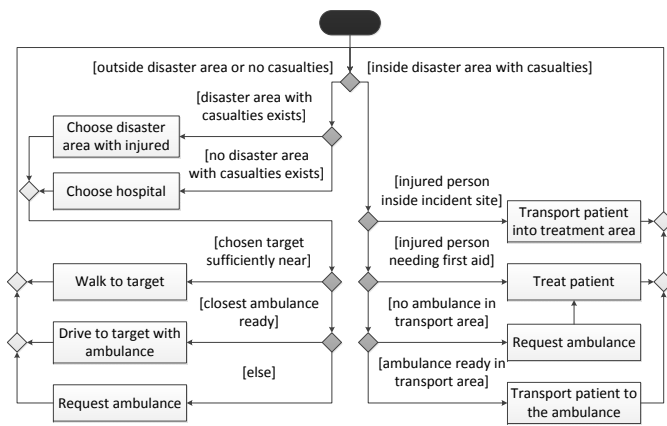 [outside disaster area or no casualties]
[inside disaster area with casualties]
[disaster area with
casualties exists]
Choose disaster
area with injured
[no disaster area
with casualties exists]
Choose hospital
[injured person
inside incident site]
Transport patient
into treatment area
[chosen target
sufficiently near]
Walk to target
[injured person
needing first aid]
Treat patient
[closest ambulance
ready]
Drive to target with
ambulance
[no ambulance in
transport area]
Request ambulance
[else]
Request ambulance
[ambulance ready in
transport area]
Transport patient to
the ambulance